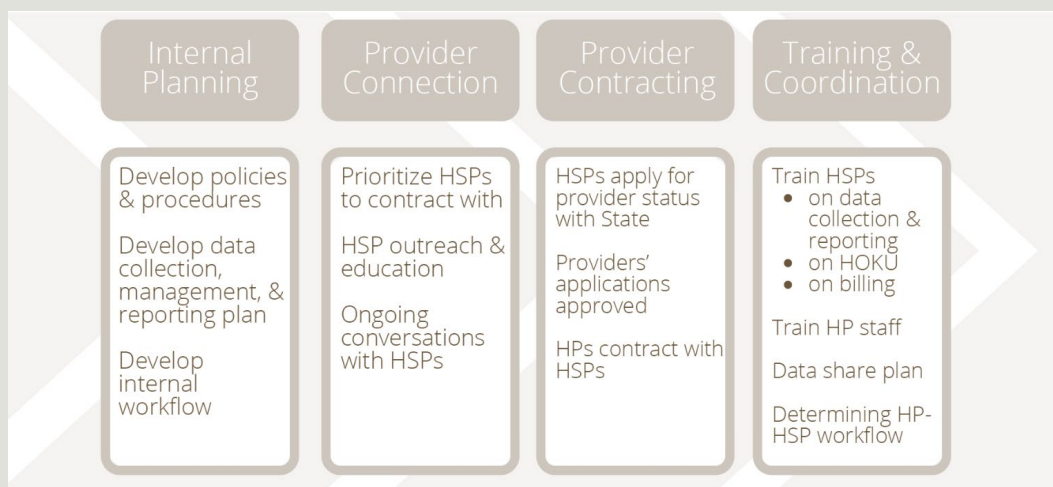 Internal
Planning
Provider
Connection
Provider
Contracting
Training &
Coordination
Develop policies
& procedures
Develop data
collection,
management, &
reporting plan
Develop
internal
workflow
Prioritize HSPs
to contract with
HSP outreach &
education
Ongoing
conversations
with HSPs
HSPs apply for
provider status
with State
Providers'
applications
approved
HPs contract with
HSPs
Train HSPs
• on data
collection &
reporting
• on HOKU
• on billing
Train HP staff
Data share plan
Determining HP-
HSP workflow